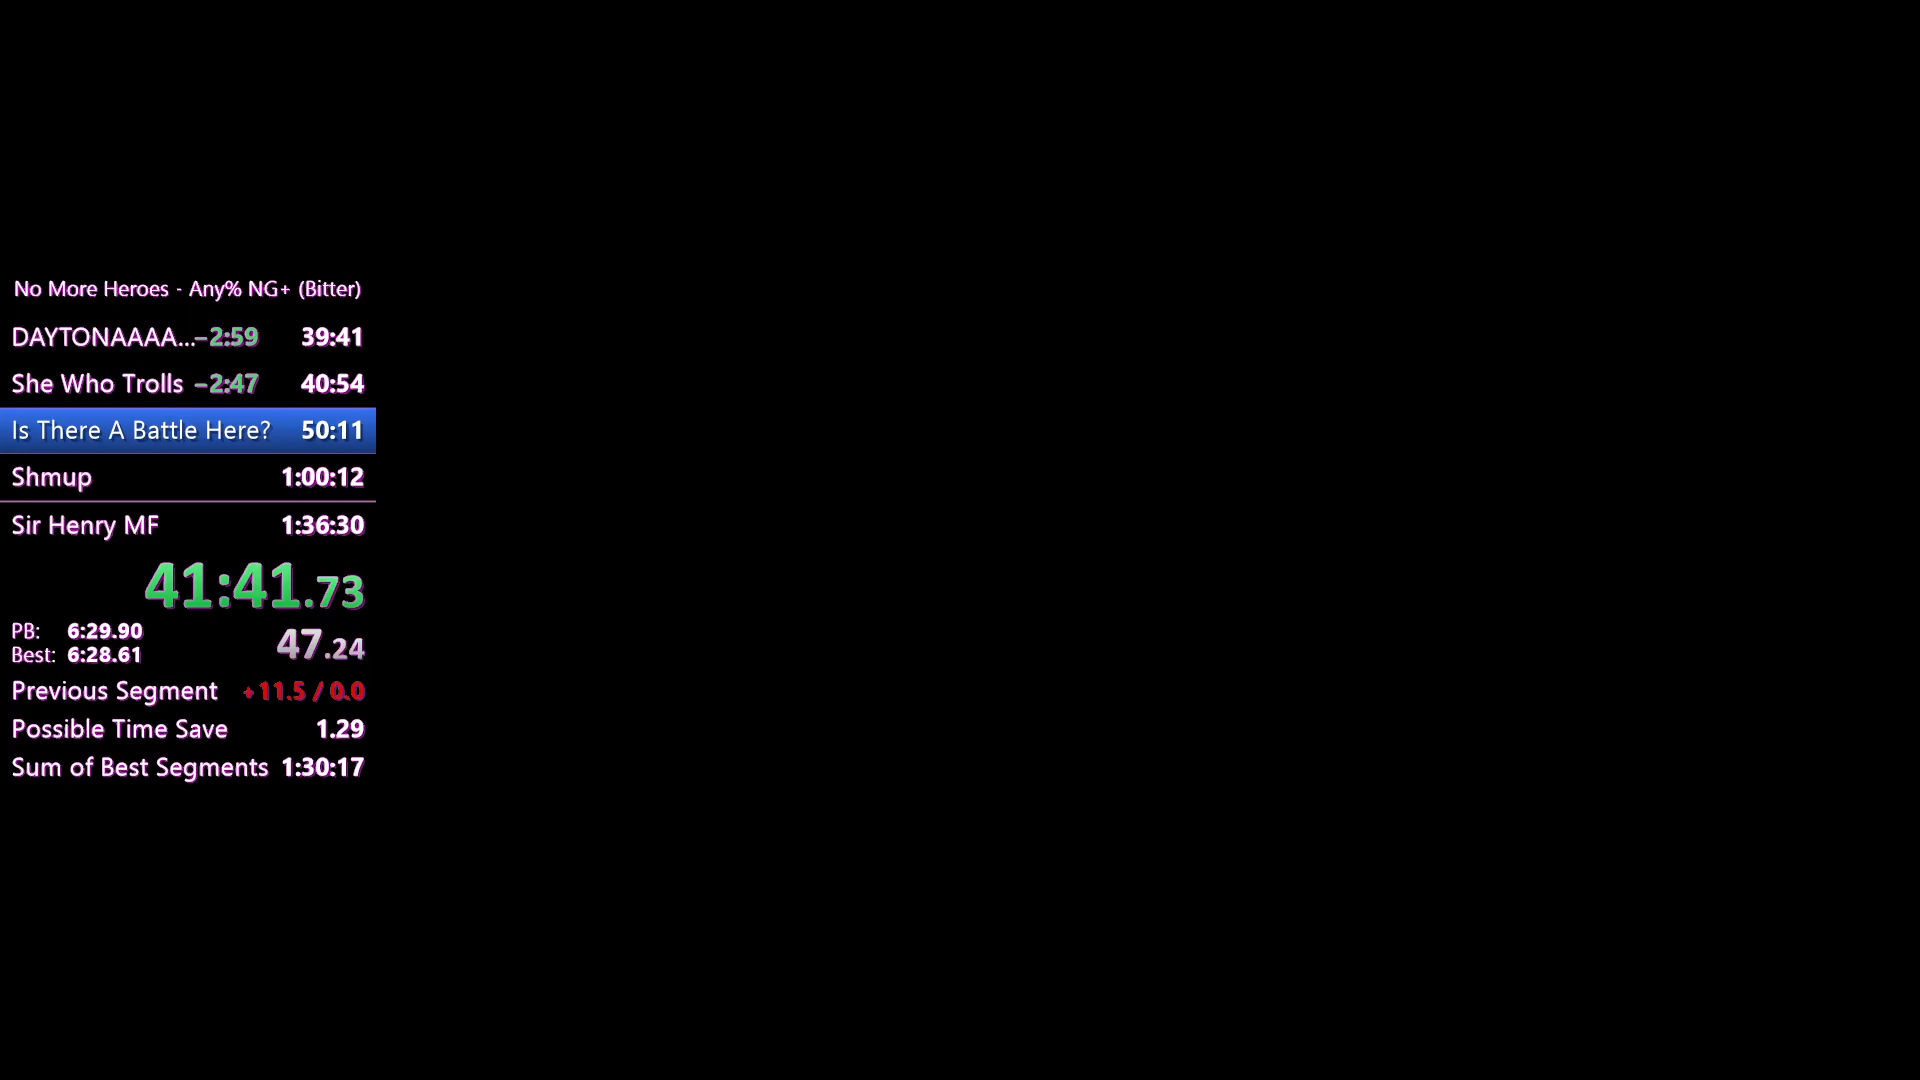 No More Heroes - Any% NG+ (Bitter)
DAYTONAAAA... −2:59 39:41
She Who Trolls −2:47 40:54
Is There A Battle Here? 50:11
Shmup 1:00:12
Sir Henry MF 1:36:30
41:41.73
PB: 6:29.90 47.24
Best: 6:28.61
Previous Segment +11.5 / 0.0
Possible Time Save 1.29
Sum of Best Segments 1:30:17